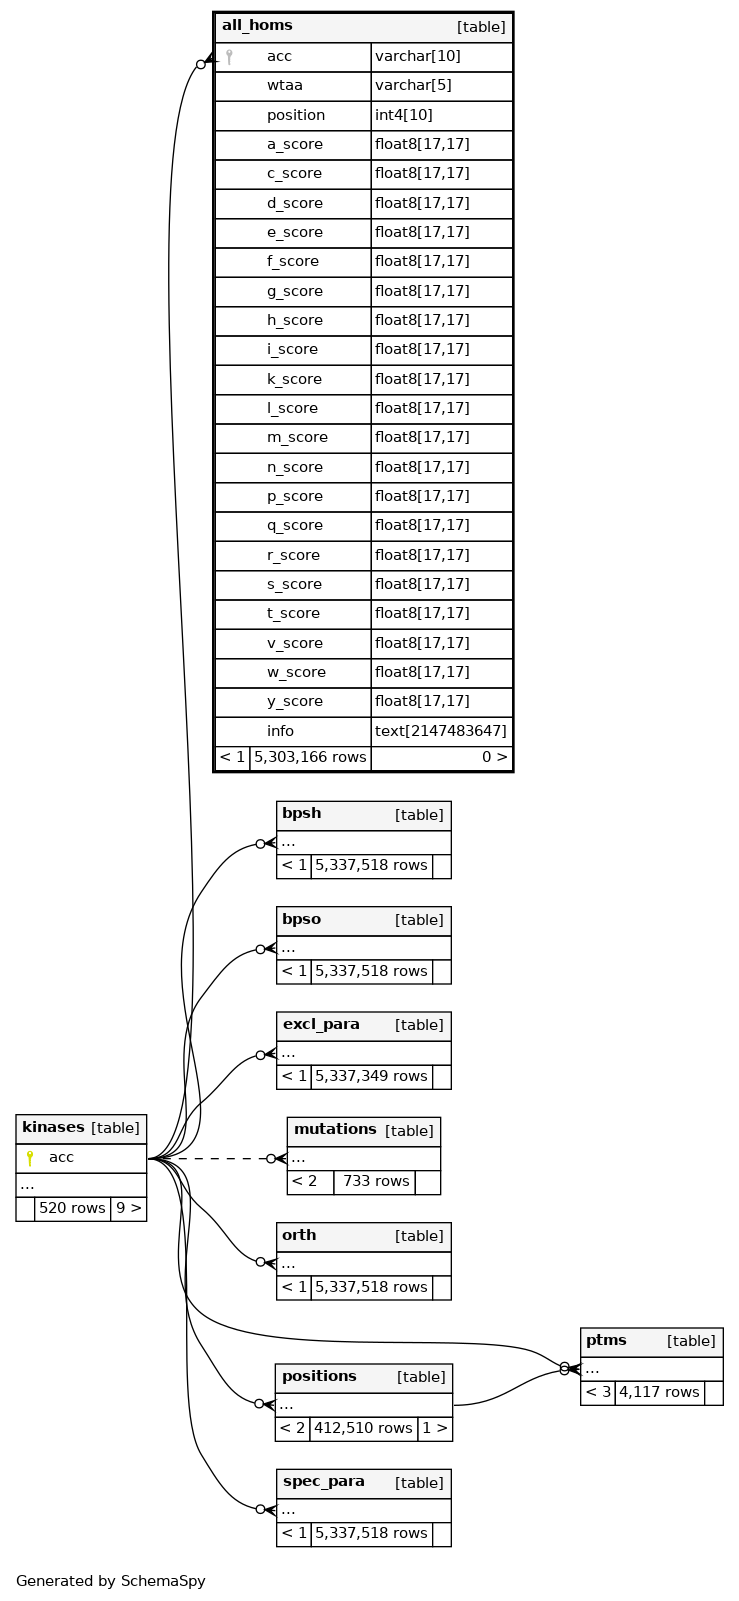 all_homs [table]
acc varchar[10]
wtaa varchar[5]
position int4[10]
a_score float8[17,17]
c_score float8[17,17]
d_score float8[17,17]
e_score float8[17,17]
f_score float8[17,17]
g_score float8[17,17]
h_score float8[17,17]
i_score float8[17,17]
k_score float8[17,17]
l_score float8[17,17]
m_score float8[17,17]
n_score float8[17,17]
p_score float8[17,17]
q_score float8[17,17]
r_score float8[17,17]
s_score float8[17,17]
t_score float8[17,17]
v_score float8[17,17]
w_score float8[17,17]
y_score float8[17,17]
info text[2147483647]
< 1 5,303,166 rows 0 >
bpsh [table]
...
< 1 5,337,518 rows
bpso [table]
...
< 1 5,337,518 rows
excl_para [table]
...
< 1 5,337,349 rows
kinases [table]
acc
...
520 rows 9 >
mutations [table]
...
< 2 733 rows
orth [table]
...
< 1 5,337,518 rows
ptms [table]
...
< 3 4,117 rows
positions [table]
...
< 2 412,510 rows 1 >
spec_para [table]
...
< 1 5,337,518 rows
Generated by SchemaSpy